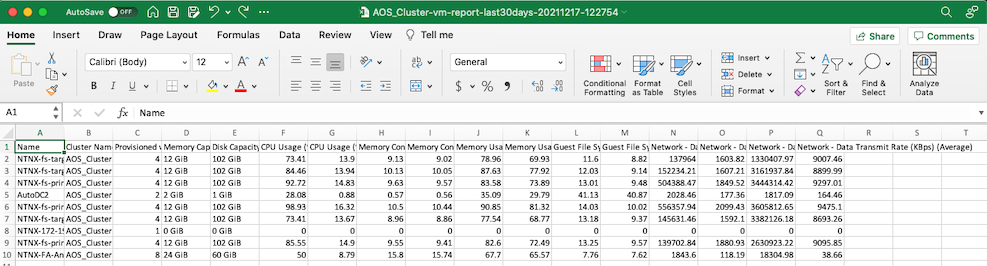 AutoSave OFF AOS_Cluster-vm-report-last30days-20211217-122754
Home Insert Draw Page Layout Formulas Data Review View Tell me Share Comments
Paste Calibri (Body) 12 A^ A˅ ab General Conditional Formatting Format as Table Cell Styles Insert Delete Format Sort & Filter Find & Select Analyze Data
B I U A $ % 9
A1 fx Name
A B C D E F G H I J K L M N O P Q R S T
1 Name Cluster Name Provisioned v Memory Cap Disk Capacity CPU Usage ( CPU Usage ( Memory Con Memory Con Memory Usa Memory Usa Guest File Sy Guest File Sy Network - Da Network - Da Network - Da Network - Data Transmit Rate (KBps) (Average)
2 NTNX-fs-targ AOS_Cluster 4 12 GiB 102 GiB 73.41 13.9 9.13 9.02 78.96 69.93 11.6 8.82 137964 1603.82 1330407.97 9007.46
3 NTNX-fs-targ AOS_Cluster 4 12 GiB 102 GiB 84.46 13.94 10.13 10.05 87.63 77.92 12.03 9.14 152234.21 1607.21 3161937.84 8899.99
4 NTNX-fs-prin AOS_Cluster 4 12 GiB 102 GiB 92.72 14.83 9.63 9.57 83.58 73.89 13.01 9.48 504388.47 1849.52 3444314.42 9297.01
5 AutoDC2 AOS_Cluster 2 2 GiB 1 GiB 28.08 0.88 0.57 0.56 35.09 29.79 41.13 40.87 2028.46 177.36 1817.09 164.46
6 NTNX-fs-prin AOS_Cluster 4 12 GiB 102 GiB 98.93 16.32 10.5 10.44 90.85 81.32 14.03 10.02 556357.94 2099.43 3605812.65 9475.1
7 NTNX-fs-targ AOS_Cluster 4 12 GiB 102 GiB 73.41 13.67 8.96 8.86 77.54 68.77 13.18 9.37 145631.46 1592.1 3382126.18 8693.26
8 NTNX-172-15 AOS_Cluster 1 0 GiB 0 GiB 0 0 0 0 0 0 0 0 0 0 0 0
9 NTNX-fs-prin AOS_Cluster 4 12 GiB 102 GiB 85.55 14.9 9.55 9.41 82.6 72.49 13.25 9.57 139702.84 1880.93 2630923.22 9095.85
10 NTNX-FA-An AOS_Cluster 8 24 GiB 60 GiB 50 8.79 15.8 15.74 67.7 65.57 7.76 7.62 1843.6 118.19 18304.98 38.66